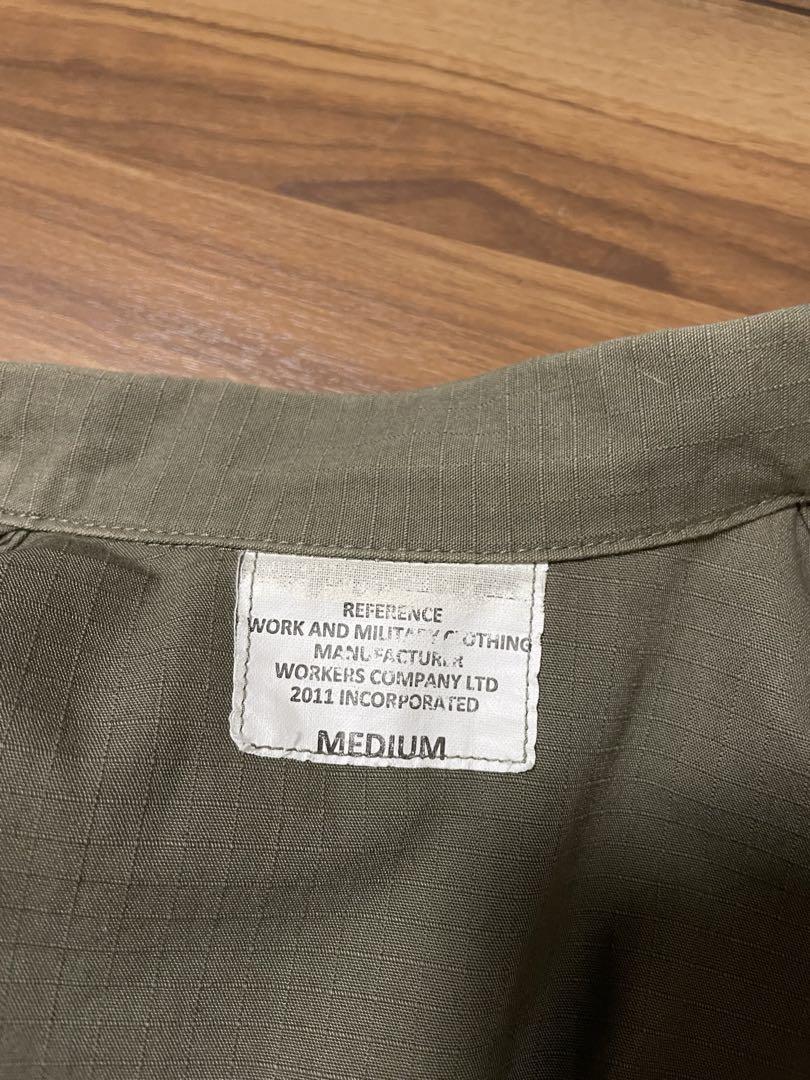 REFERENCE
WORK AND MILITARY CLOTHING
MANUFACTURER
WORKERS COMPANY LTD
2011 INCORPORATED
MEDIUM